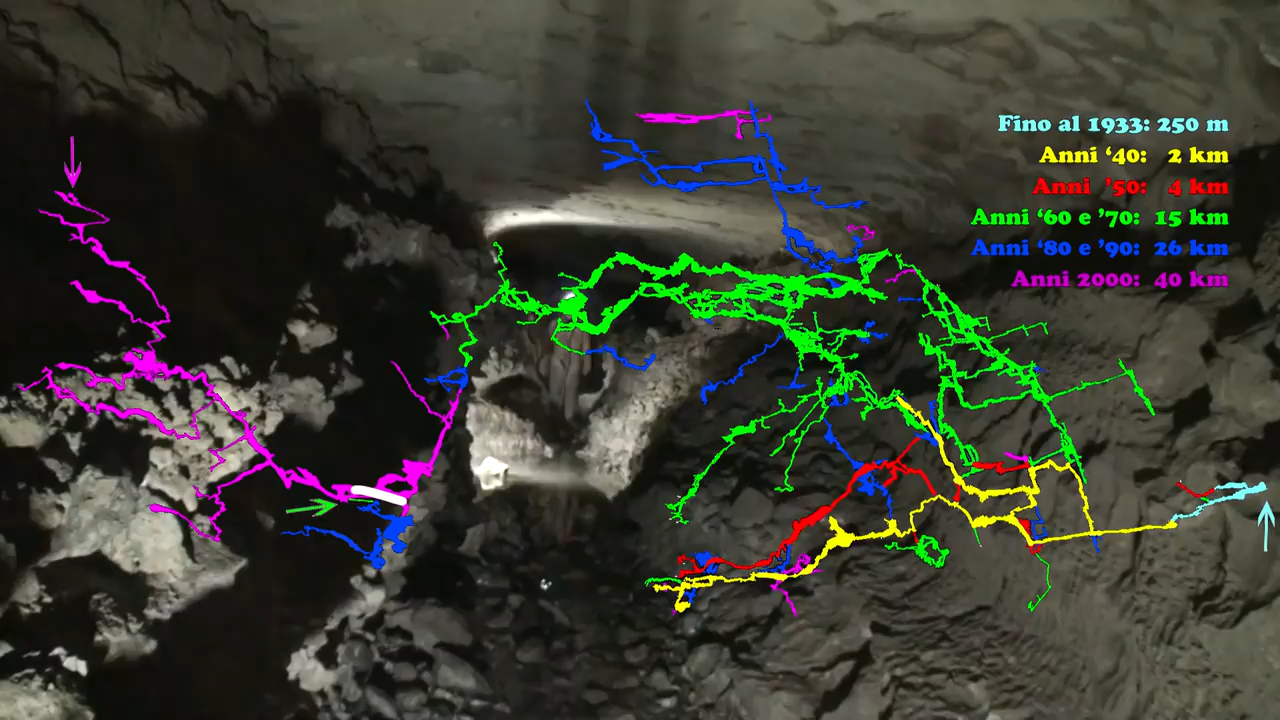 Fino al 1933: 250 m
Anni ‘40: 2 km
Anni ’50: 4 km
Anni ‘60 e ’70: 15 km
Anni ‘80 e ’90: 26 km
Anni 2000: 40 km